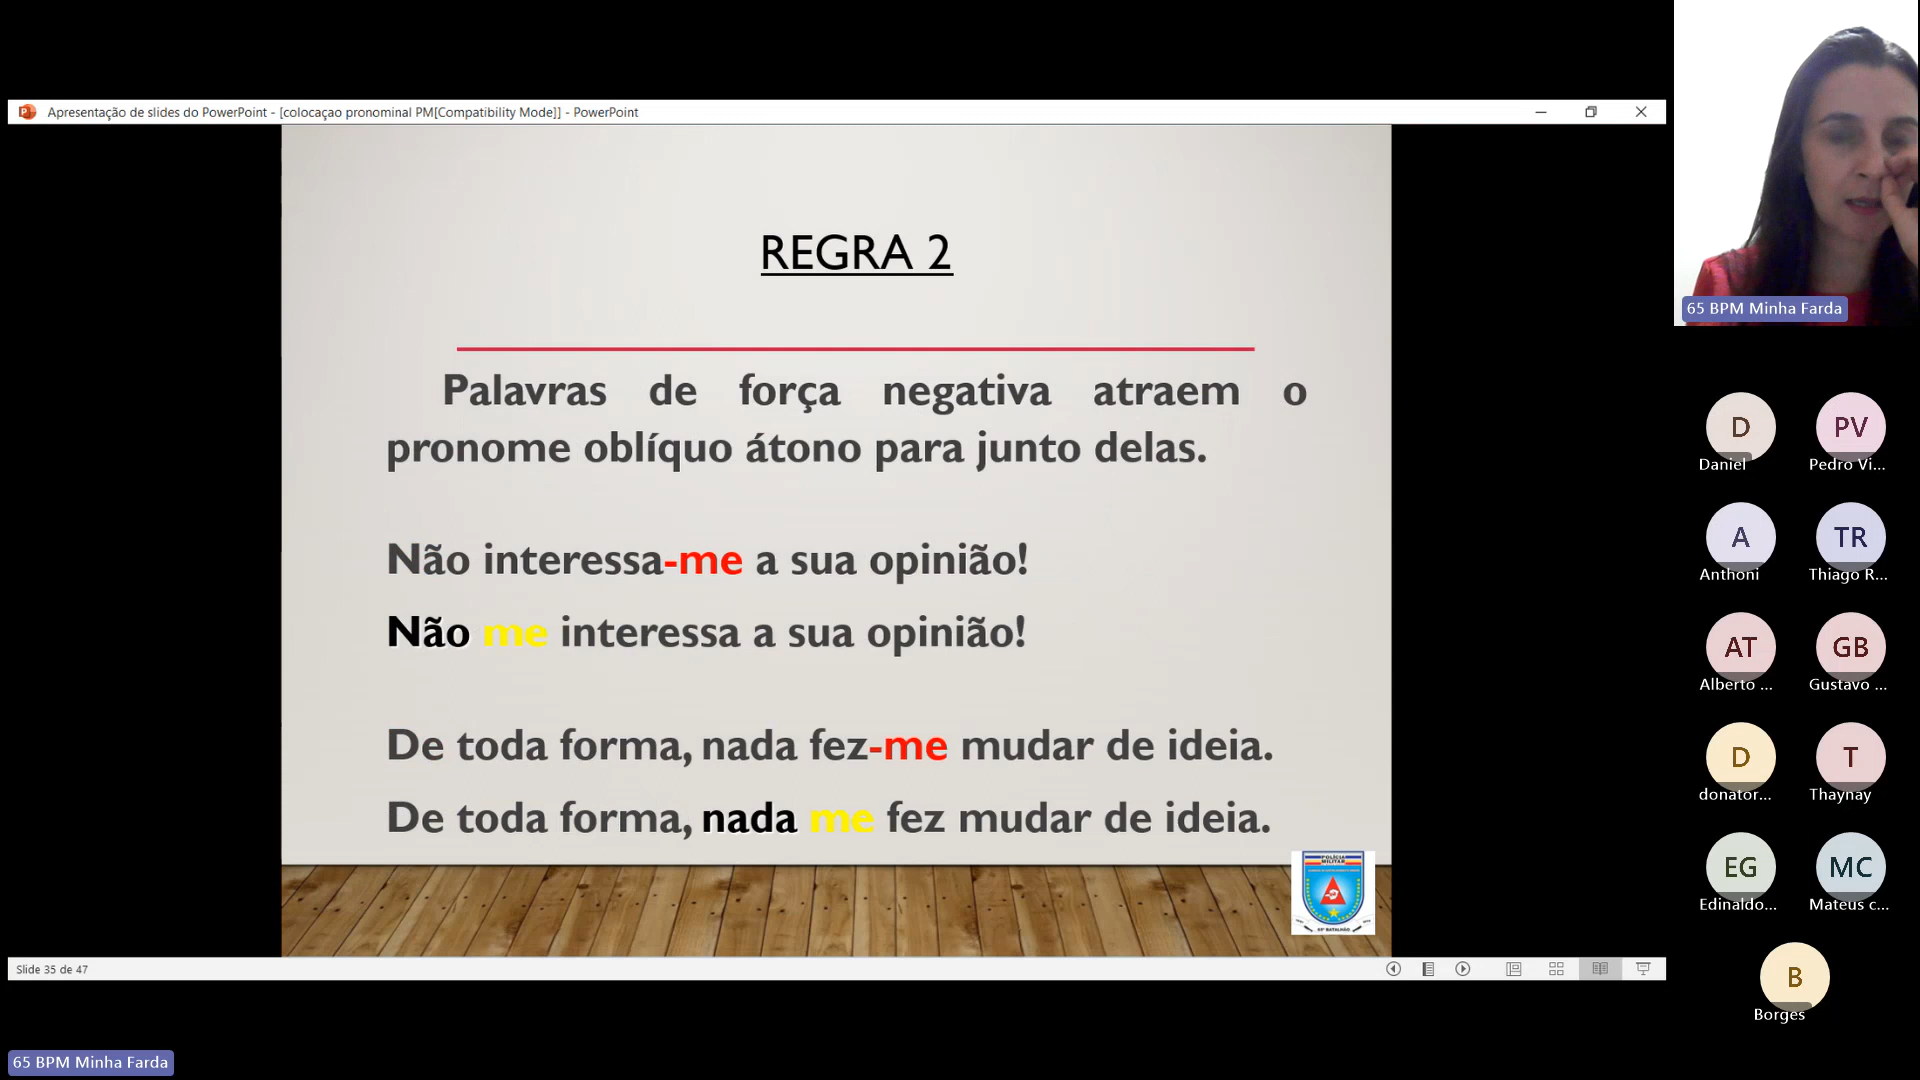 Apresentação de slides do PowerPoint - [colocaçao pronominal PM[Compatibility Mode]] - PowerPoint
REGRA 2
Palavras de força negativa atraem o
pronome oblíquo átono para junto delas.
Não interessa-me a sua opinião!
Não me interessa a sua opinião!
De toda forma, nada fez-me mudar de ideia.
De toda forma, nada me fez mudar de ideia.
POLÍCIA
MILITAR
Slide 35 de 47
65 BPM Minha Farda
65 BPM Minha Farda
D
Daniel
PV
Pedro Vi...
A
Anthoni
TR
Thiago R...
AT
Alberto ...
GB
Gustavo ...
D
donator...
T
Thaynay
EG
Edinaldo...
MC
Mateus c...
B
Borges